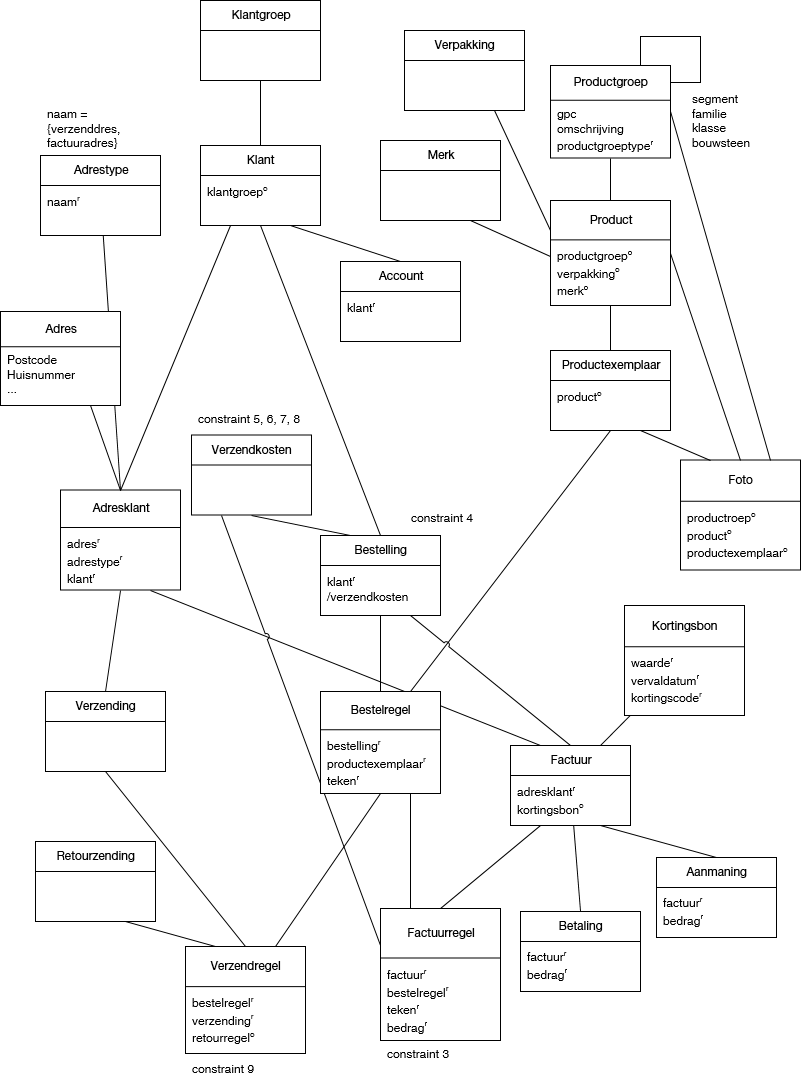 Klantgroep
Verpakking
Productgroep
gpc
omschrijving
productgroeptypeʳ
segment
familie
klasse
bouwsteen
naam =
{verzenddres,
factuuradres}
Adrestype
naamʳ
Klant
klantgroepᵒ
Merk
Product
productgroepᵒ
verpakkingᵒ
merkᵒ
Account
klantʳ
Adres
Postcode
Huisnummer
...
Productexemplaar
productᵒ
constraint 5, 6, 7, 8
Verzendkosten
Foto
productroepᵒ
productᵒ
productexemplaarᵒ
Adresklant
adresʳ
adrestypeʳ
klantʳ
constraint 4
Bestelling
klantʳ
/verzendkosten
Kortingsbon
waardeʳ
vervaldatumʳ
kortingscodeʳ
Verzending
Bestelregel
bestellingʳ
productexemplaarʳ
tekenʳ
Factuur
adresklantʳ
kortingsbonᵒ
Retourzending
Aanmaning
factuurʳ
bedragʳ
Betaling
factuurʳ
bedragʳ
Factuurregel
factuurʳ
bestelregelʳ
tekenʳ
bedragʳ
constraint 3
Verzendregel
bestelregelʳ
verzendingʳ
retourregelᵒ
constraint 9